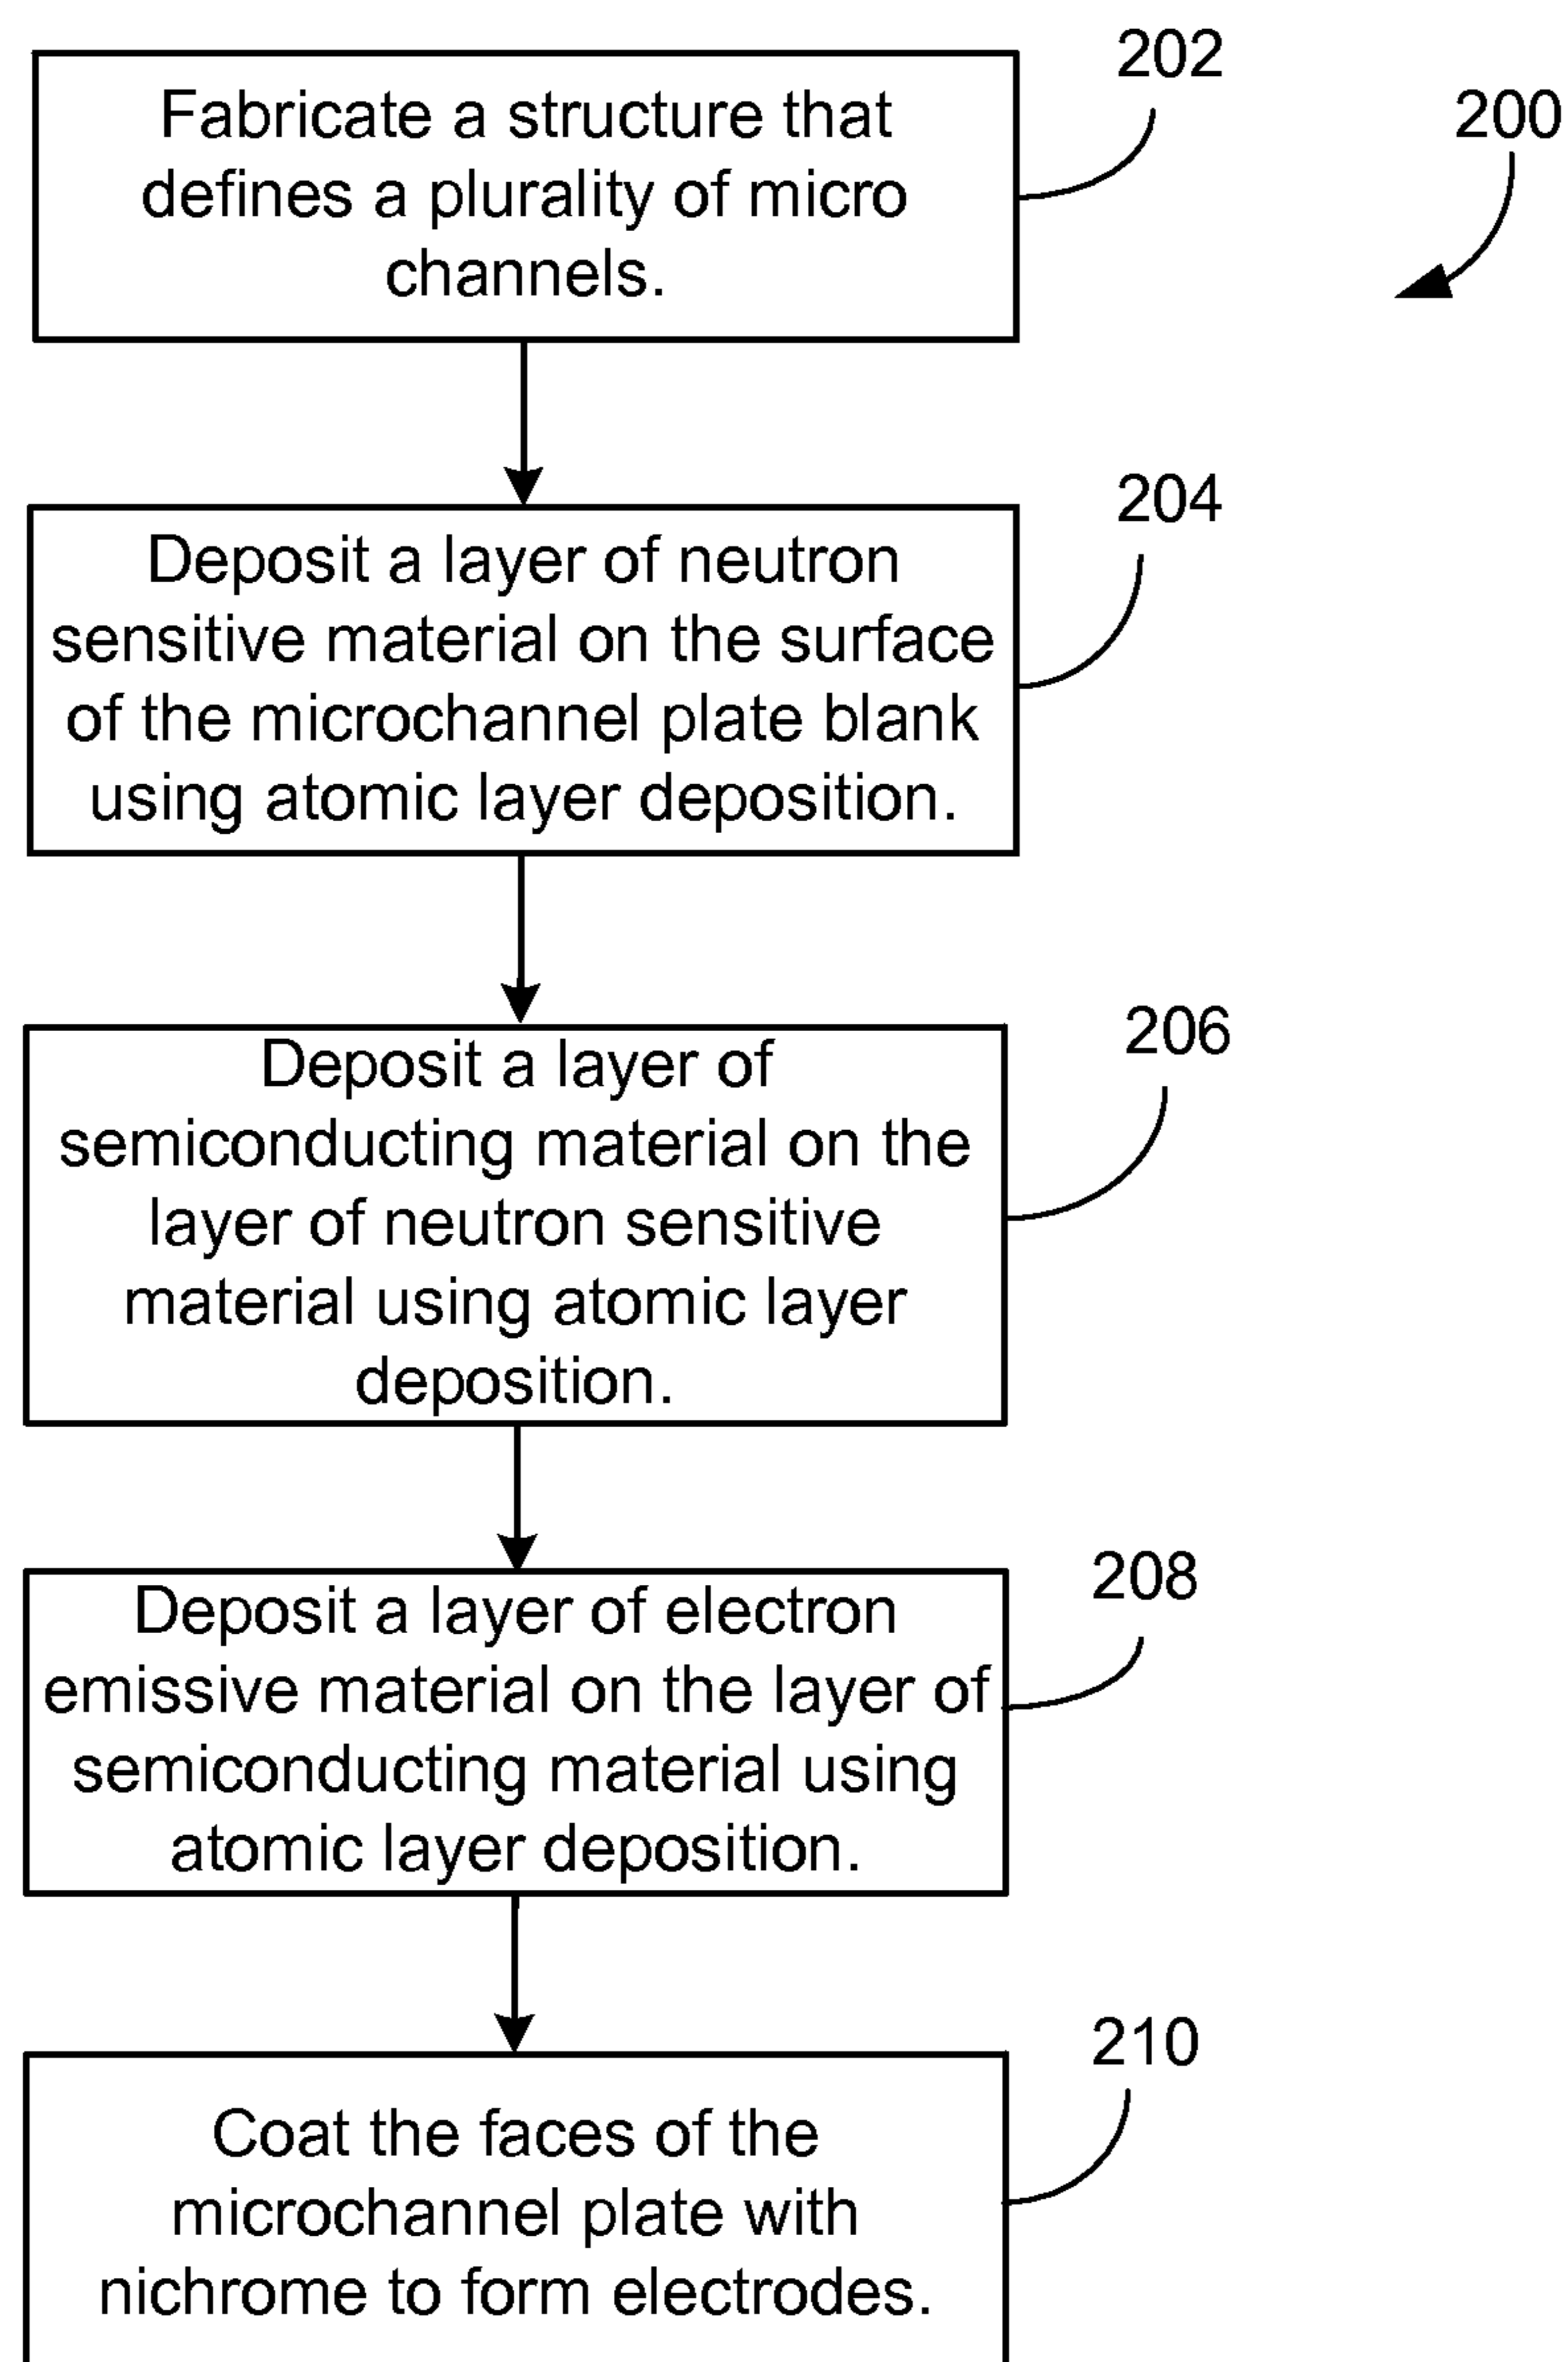 202
200
Fabricate a structure that
defines a plurality of micro
channels.
204
Deposit a layer of neutron
sensitive material on the surface
of the microchannel plate blank
using atomic layer deposition.
206
Deposit a layer of
semiconducting material on the
layer of neutron sensitive
material using atomic layer
deposition.
208
Deposit a layer of electron
emissive material on the layer of
semiconducting material using
atomic layer deposition.
210
Coat the faces of the
microchannel plate with
nichrome to form electrodes.